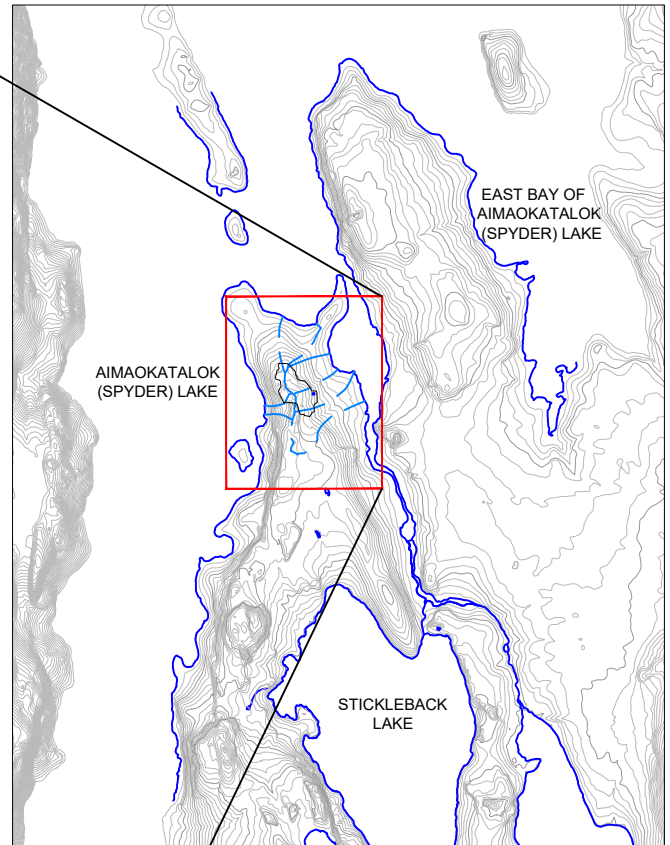 EAST BAY OF
AIMAOKATALOK
(SPYDER) LAKE
AIMAOKATALOK
(SPYDER) LAKE
STICKLEBACK
LAKE